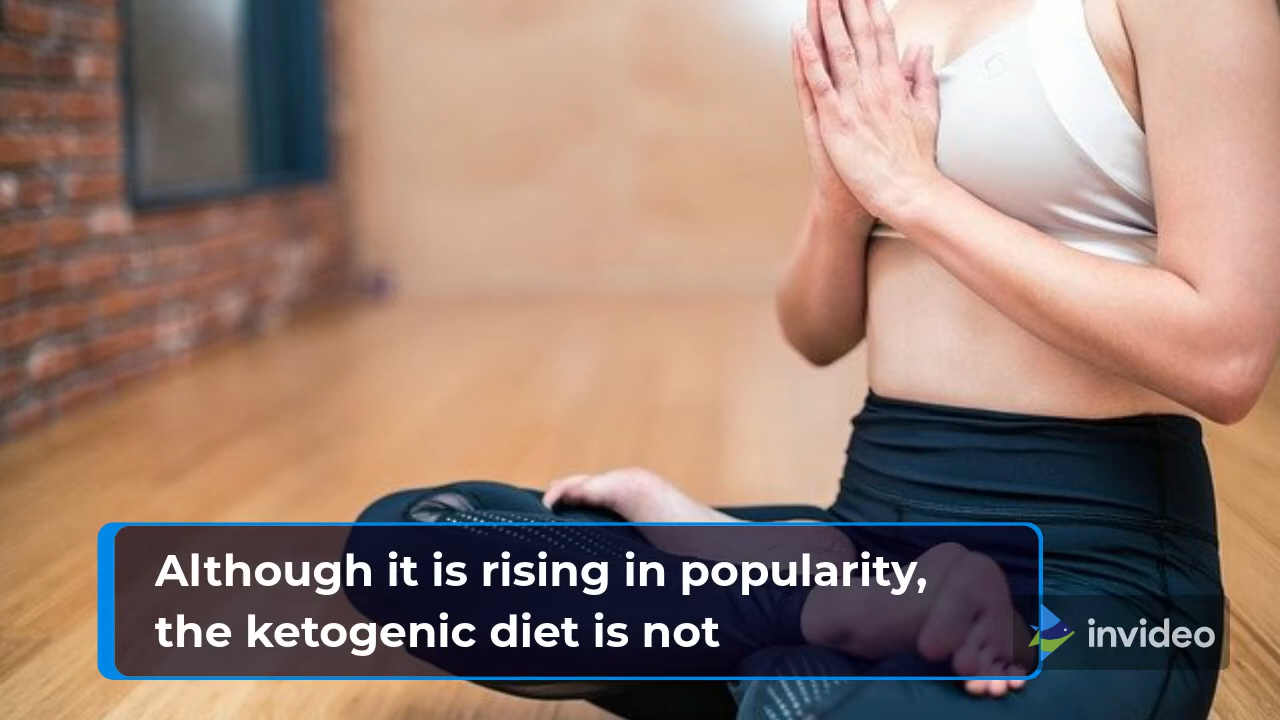 Although it is rising in popularity,
the ketogenic diet is not
invideo